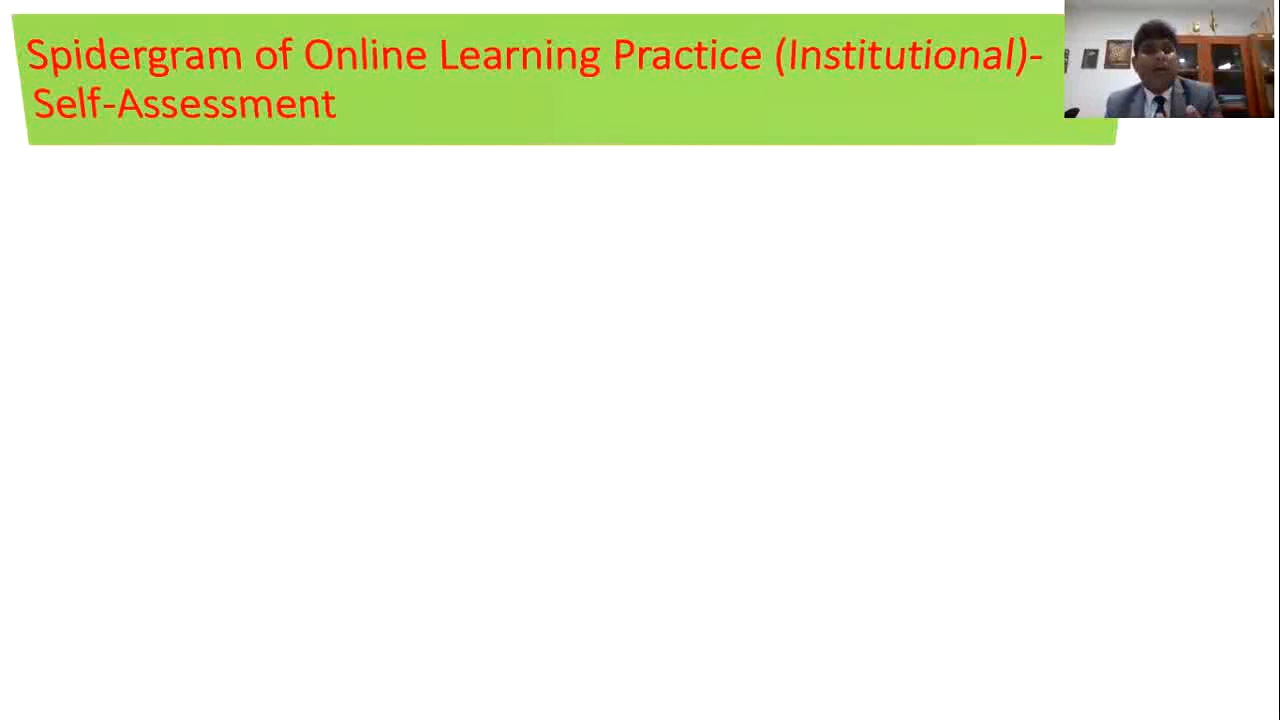 Spidergram of Online Learning Practice (Institutional)-
Self-Assessment